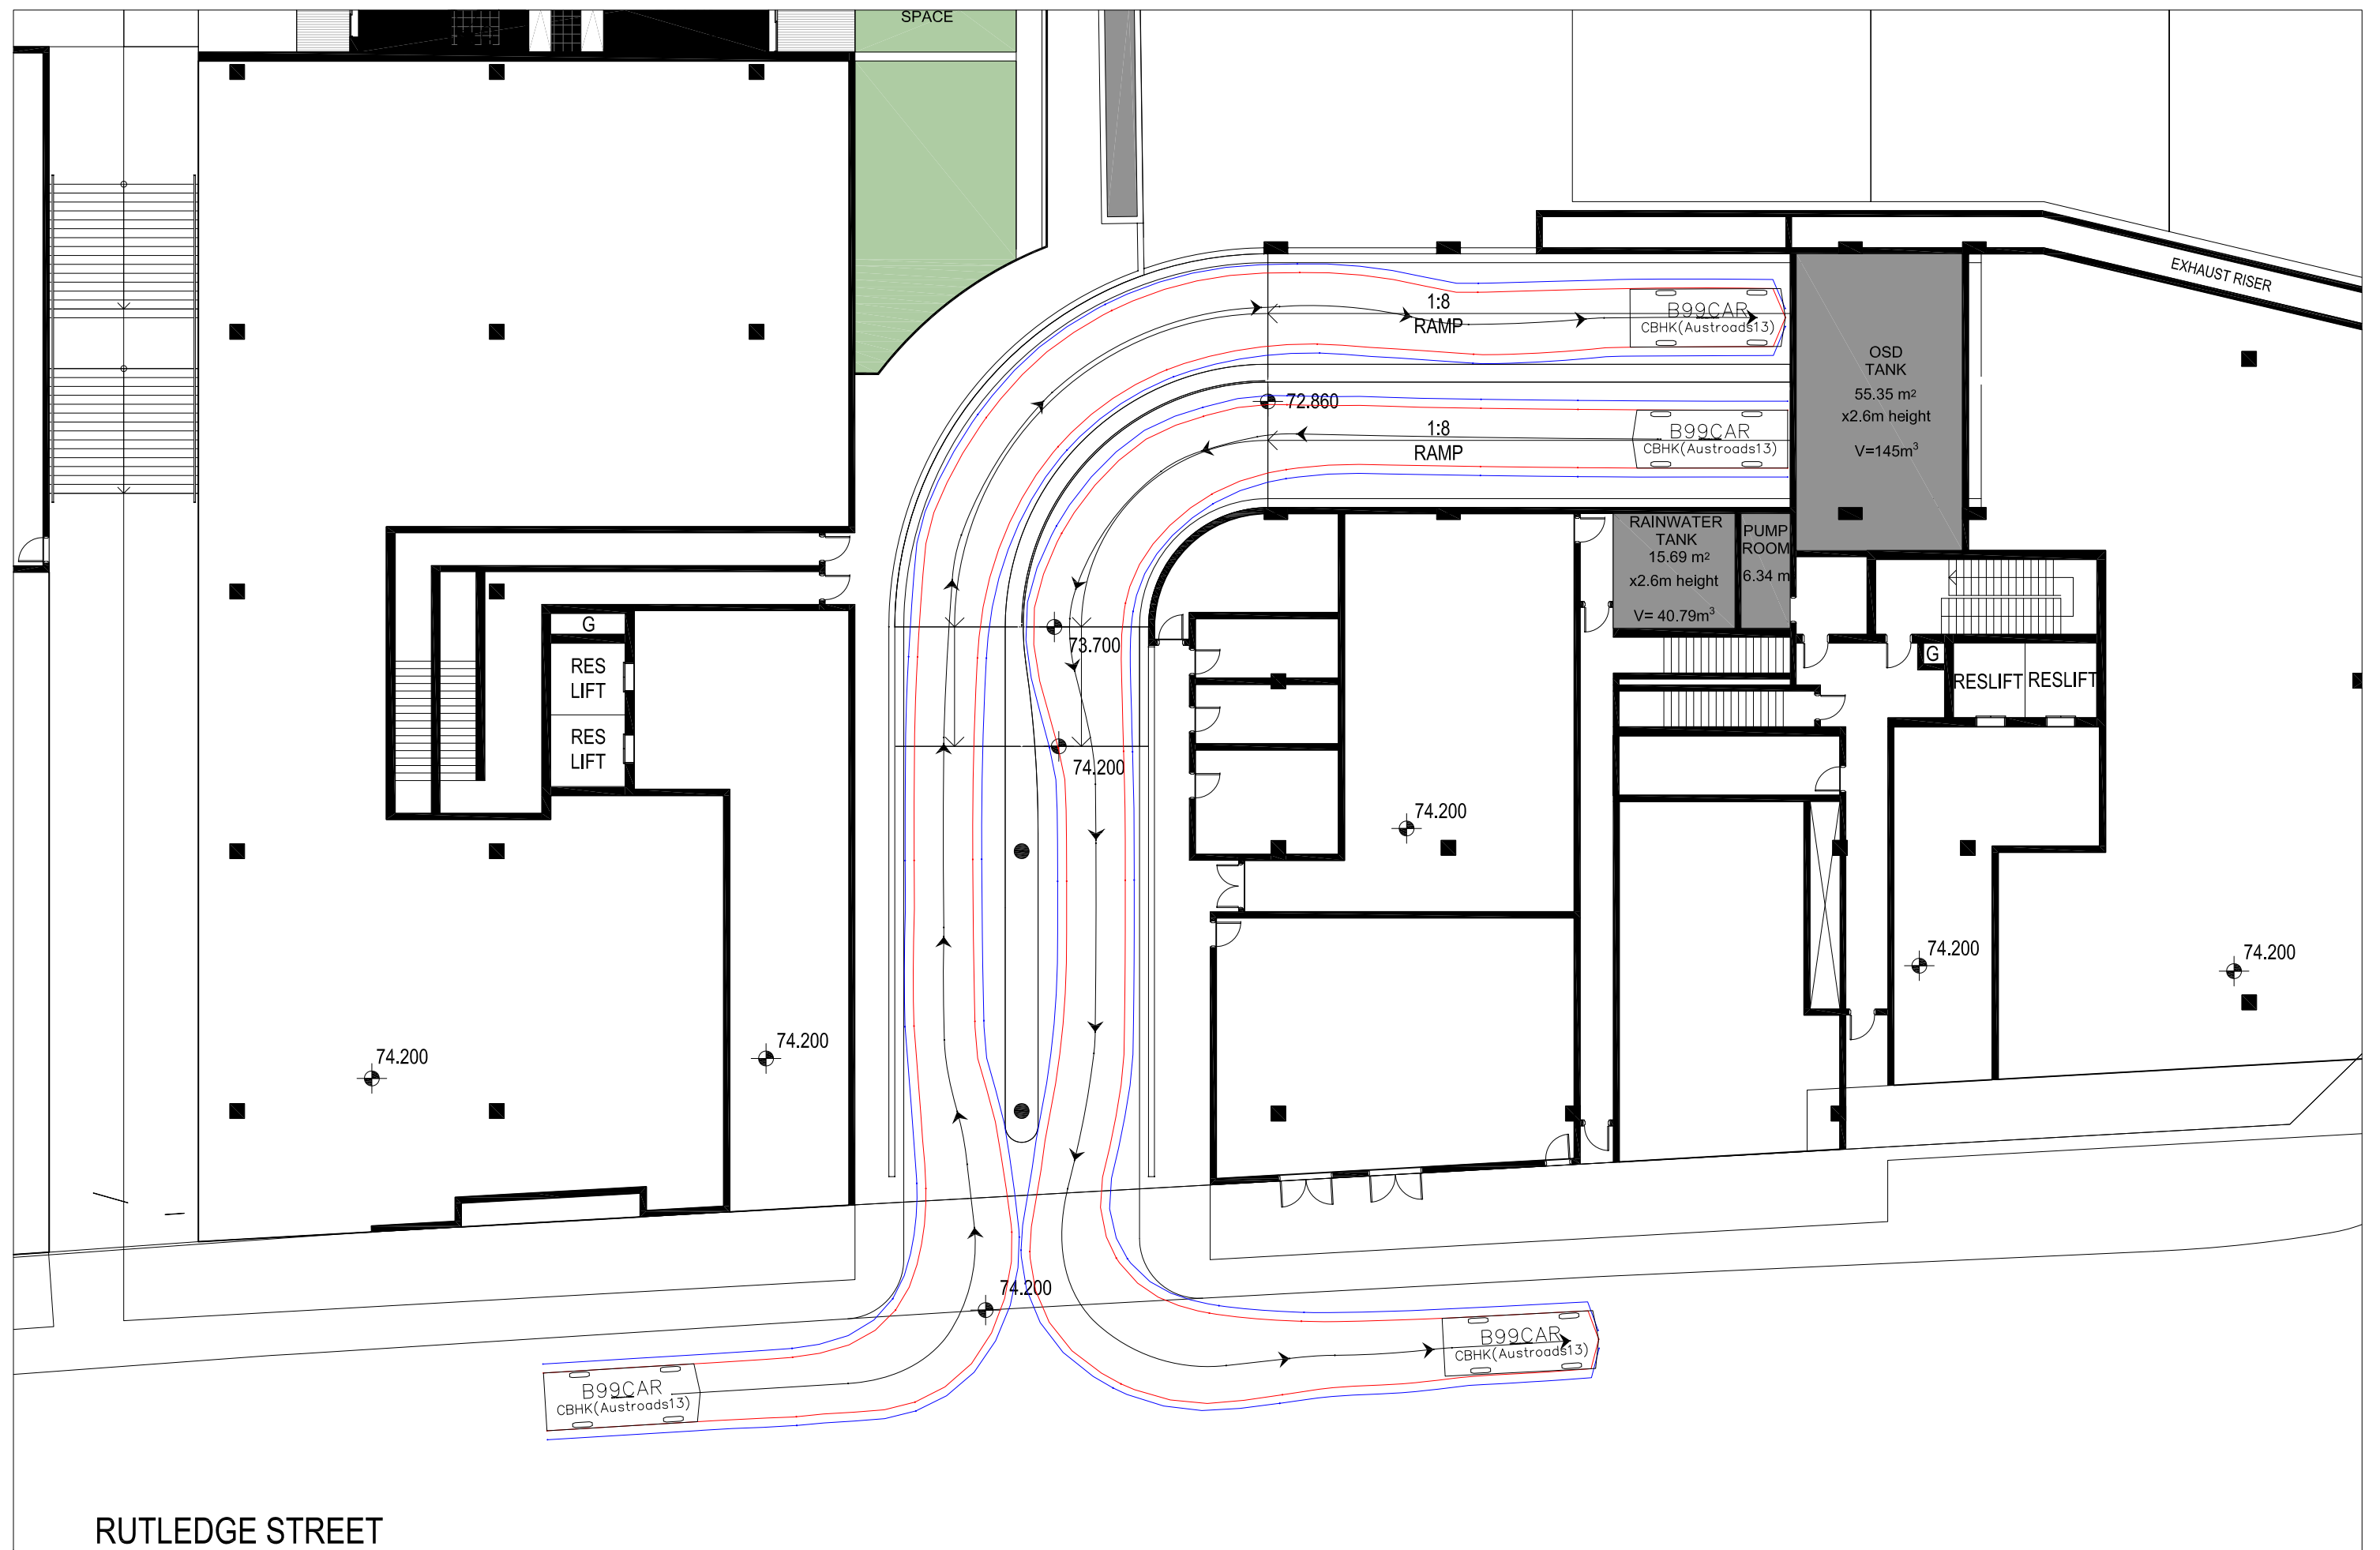 SPACE
EXHAUST RISER
1:8
RAMP
B99CAR
CBHK(Austroads13)
OSD
TANK
55.35 m²
x2.6m height
V=145m³
72.860
1:8
RAMP
B99CAR
CBHK(Austroads13)
RAINWATER
TANK
15.69 m²
x2.6m height
V= 40.79m³
PUMP
ROOM
6.34 m
G
RES
LIFT
RES
LIFT
73.700
74.200
G
RESLIFT
RESLIFT
74.200
74.200
74.200
74.200
74.200
74.200
B99CAR
CBHK(Austroads13)
B99CAR
CBHK(Austroads13)
RUTLEDGE STREET